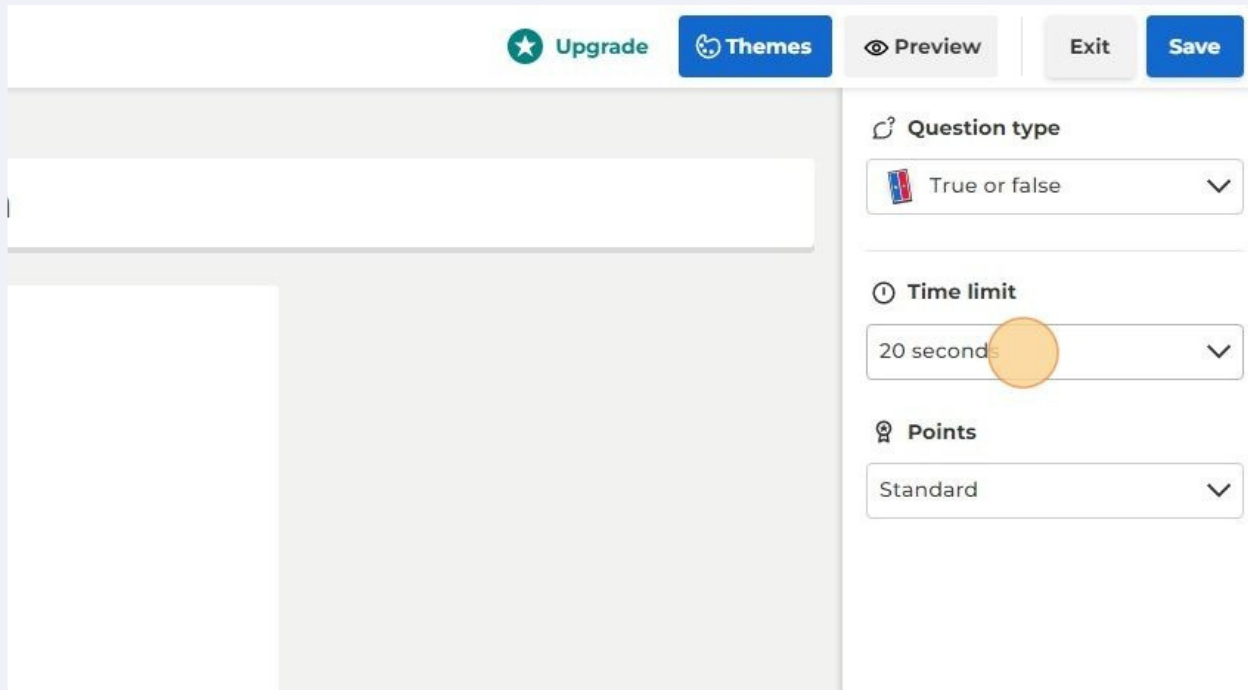 Upgrade Themes Preview Exit Save
Question type
True or false
Time limit
20 seconds
Points
Standard